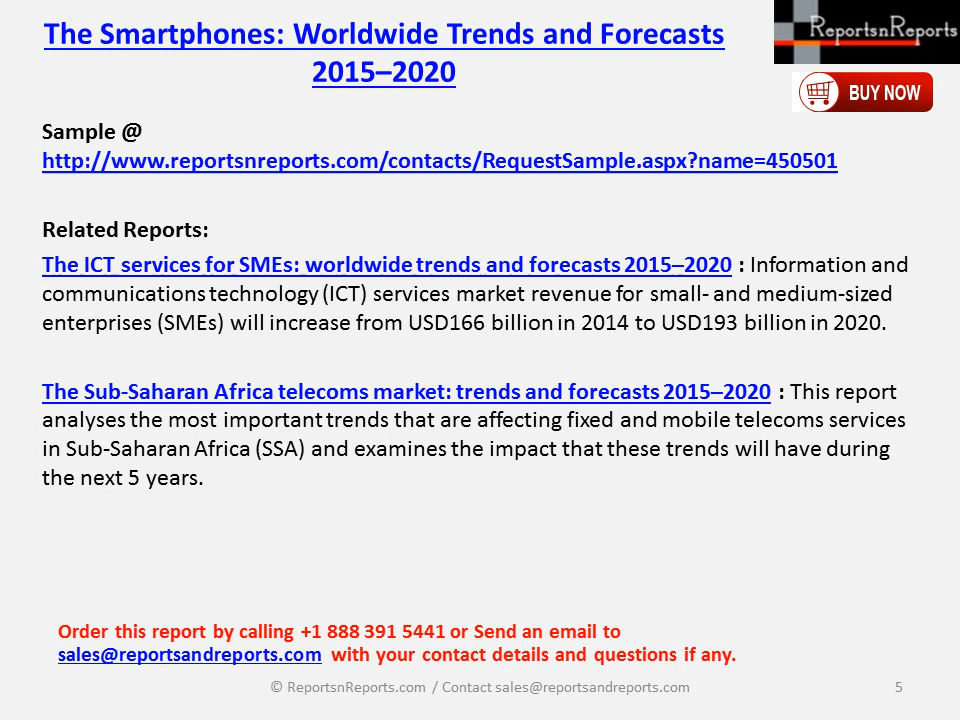 The Smartphones: Worldwide Trends and Forecasts
2015–2020
ReportsnReports
BUY NOW
Sample @
http://www.reportsnreports.com/contacts/RequestSample.aspx?name=450501
Related Reports:
The ICT services for SMEs: worldwide trends and forecasts 2015–2020 : Information and
communications technology (ICT) services market revenue for small- and medium-sized
enterprises (SMEs) will increase from USD166 billion in 2014 to USD193 billion in 2020.
The Sub-Saharan Africa telecoms market: trends and forecasts 2015–2020 : This report
analyses the most important trends that are affecting fixed and mobile telecoms services
in Sub-Saharan Africa (SSA) and examines the impact that these trends will have during
the next 5 years.
Order this report by calling +1 888 391 5441 or Send an email to
sales@reportsandreports.com with your contact details and questions if any.
© ReportsnReports.com / Contact sales@reportsandreports.com
5